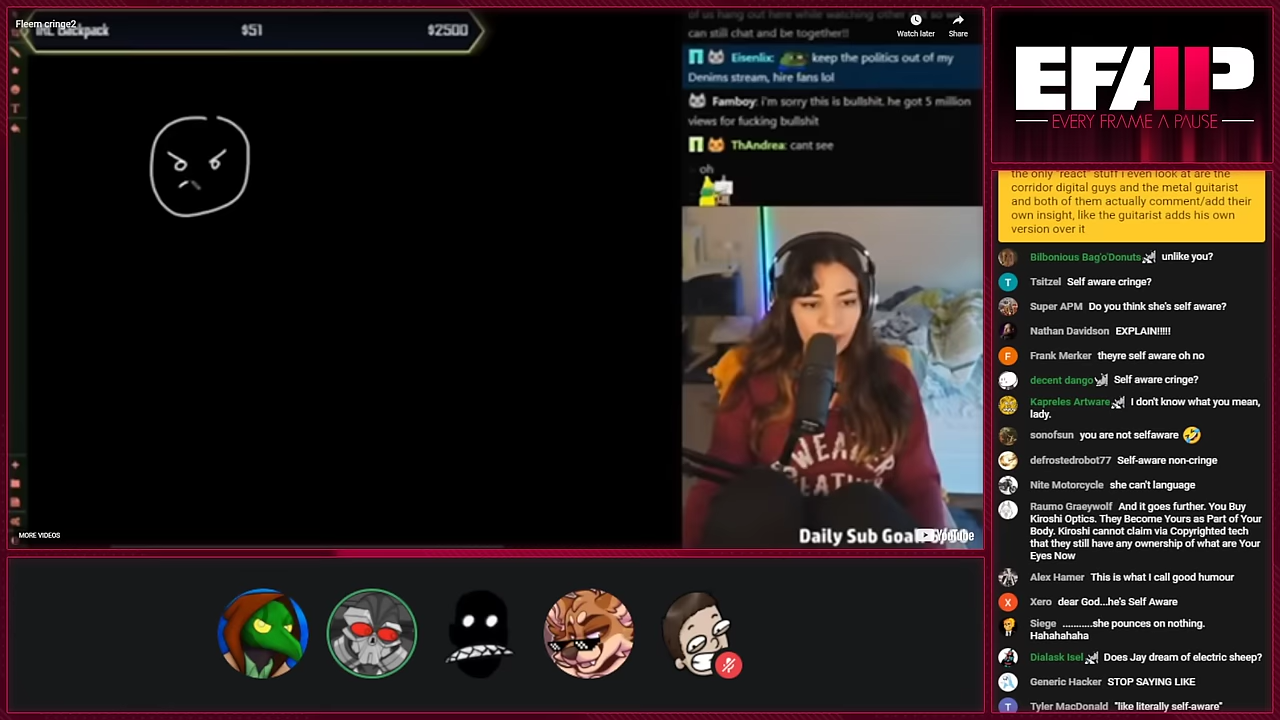 Fleem cringe2
IRL Backpack
$51
$2500
Watch later
Share
of us hang out here while watching other
can still chat and be together!!
Eisenlix: keep the politics out of my
Denims stream, hire fans lol
Famboy: i'm sorry this is bullshit. he got 5 million
views for fucking bullshit
ThAndrea: cant see
oh
SWEATER
WEATHER
Daily Sub Goal
YouTube
MORE VIDEOS
EFAP
EVERY FRAME A PAUSE
the only "react" stuff I even look at are the
corridor digital guys and the metal guitarist
and both of them actually comment/add their
own insight, like the guitarist adds his own
version over it
Bilbonious Bag'o'Donuts unlike you?
T
Tsitzel Self aware cringe?
Super APM Do you think she's self aware?
Nathan Davidson EXPLAIN!!!!!
F
Frank Merker theyre self aware oh no
decent dango Self aware cringe?
Kapreles Artware I don't know what you mean,
lady.
sonofsun you are not selfaware 🤣
defrostedrobot77 Self-aware non-cringe
Nite Motorcycle she can't language
Raumo Graeywolf And it goes further. You Buy
Kiroshi Optics. They Become Yours as Part of Your
Body. Kiroshi cannot claim via Copyrighted tech
that they still have any ownership of what are Your
Eyes Now
Alex Hamer This is what I call good humour
X
Xero dear God...he's Self Aware
Siege ...........she pounces on nothing.
Hahahahaha
Dialask Isel Does Jay dream of electric sheep?
Generic Hacker STOP SAYING LIKE
T
Tyler MacDonald "like literally self-aware"